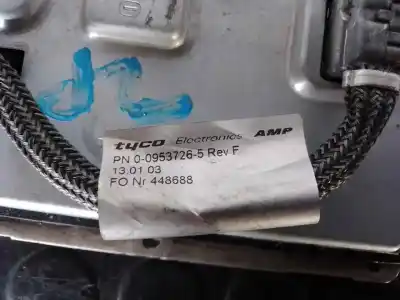 tyco Electronics AMP
PN 0-0953726-5 Rev F
13.01 03
FO Nr 448688